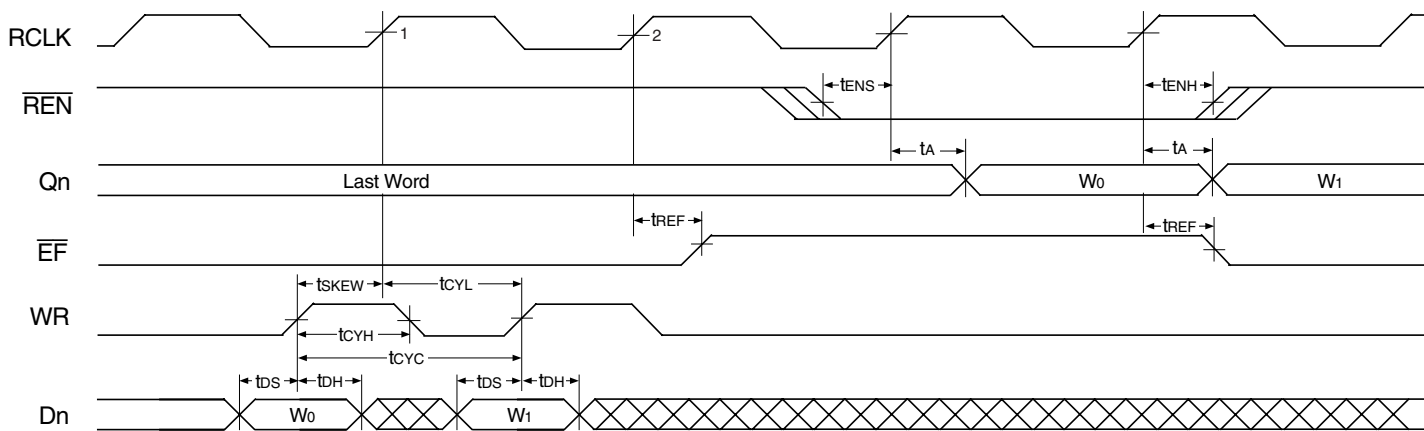 RCLK 1 2
REN tENS tENH
tA tA
Qn Last Word W0 W1
tREF tREF
EF
tSKEW tCYL
WR
tCYH
tCYC
tDS tDH tDS tDH
Dn W0 W1